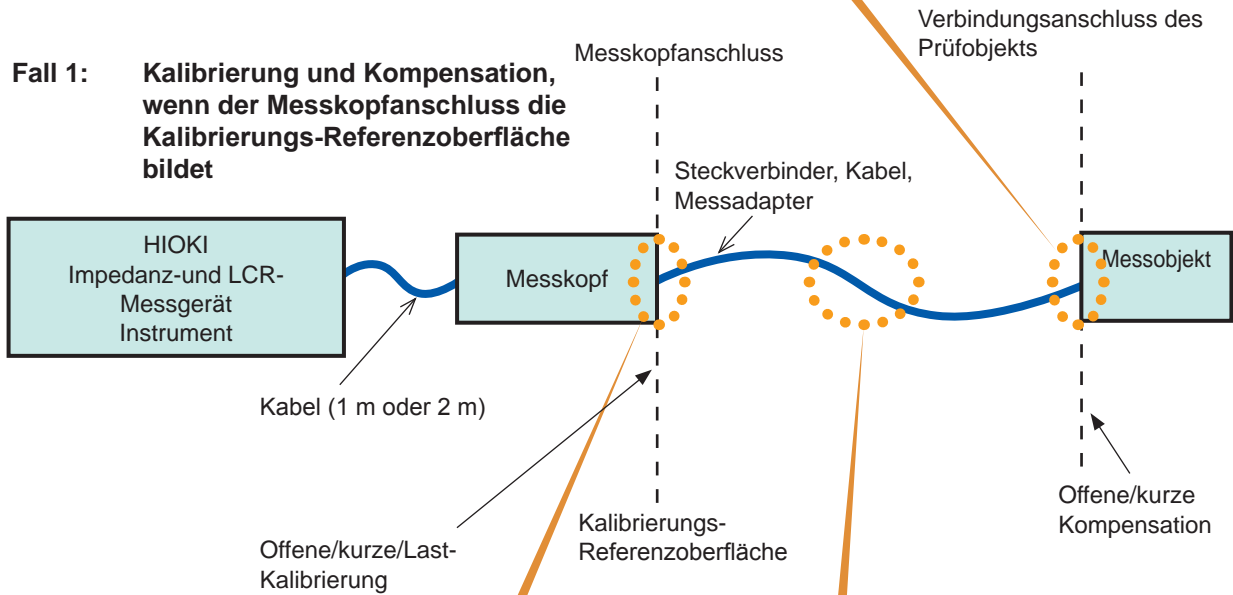 Verbindungsanschluss des
Prüfobjekts
Messkopfanschluss
Fall 1: Kalibrierung und Kompensation,
wenn der Messkopfanschluss die
Kalibrierungs-Referenzoberfläche
bildet
Steckverbinder, Kabel,
Messadapter
HIOKI
Impedanz-und LCR-
Messgerät
Instrument
Messkopf
Messobjekt
Kabel (1 m oder 2 m)
Offene/kurze/Last-
Kalibrierung
Kalibrierungs-
Referenzoberfläche
Offene/kurze
Kompensation